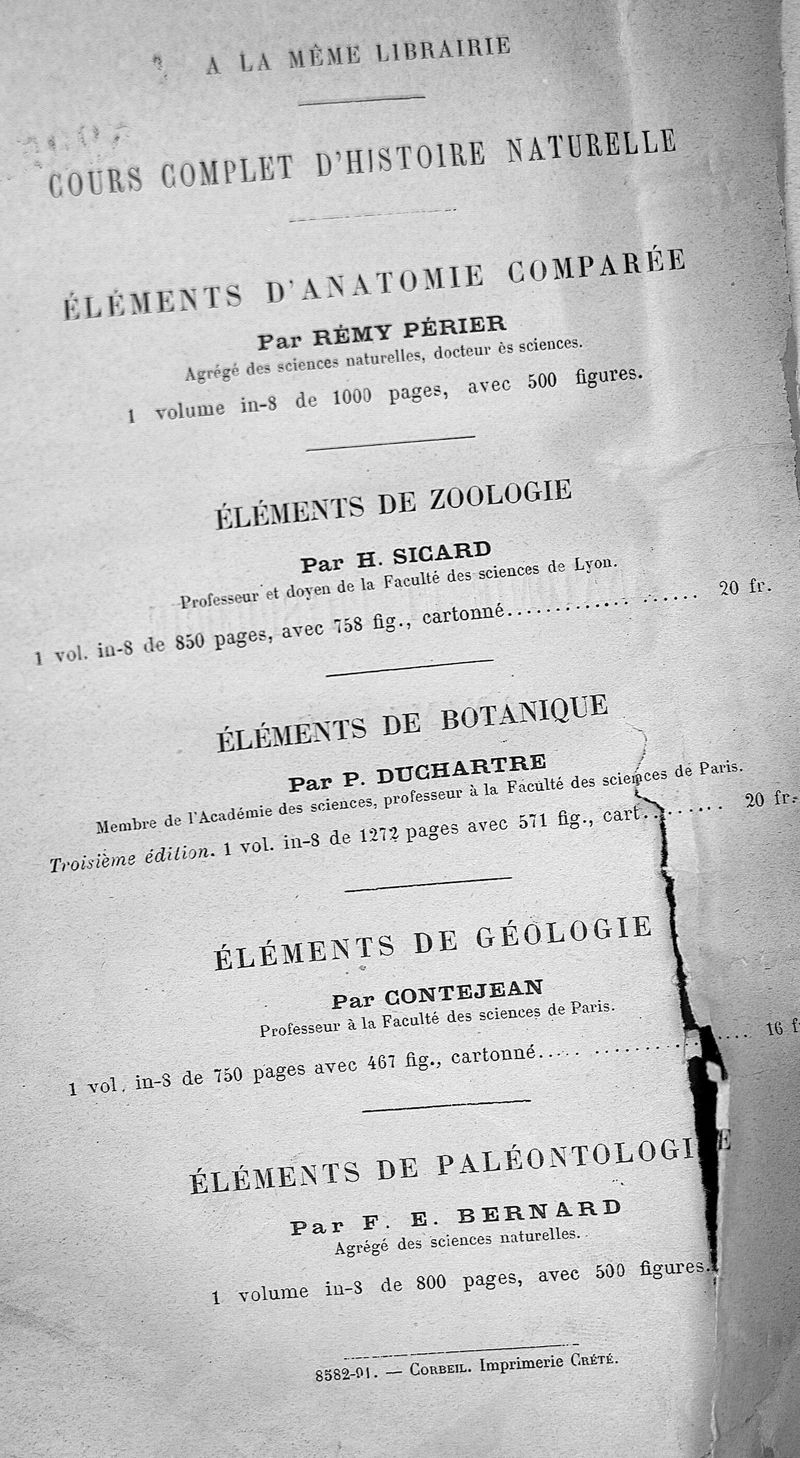 A LA MÊME LIBRAIRIE
COURS COMPLET D'HISTOIRE NATURELLE
ÉLÉMENTS D'ANATOMIE COMPARÉE
Par RÉMY PÉRIER
Agrégé des sciences naturelles, docteur ès sciences.
1 volume in-8 de 1000 pages, avec 500 figures.
ÉLÉMENTS DE ZOOLOGIE
Par H. SICARD
Professeur et doyen de la Faculté des sciences de Lyon.
1 vol. in-8 de 850 pages, avec 758 fig., cartonné.................... 20 fr.
ÉLÉMENTS DE BOTANIQUE
Par P. DUCHARTRE
Membre de l'Académie des sciences, professeur à la Faculté des sciences de Paris.
Troisième édition. 1 vol. in-8 de 1272 pages avec 571 fig., cart......... 20 fr.
ÉLÉMENTS DE GÉOLOGIE
Par CONTEJEAN
Professeur à la Faculté des sciences de Paris.
1 vol. in-8 de 750 pages avec 467 fig., cartonné.................... 16 f
ÉLÉMENTS DE PALÉONTOLOGIE
Par F. E. BERNARD
Agrégé des sciences naturelles.
1 volume in-8 de 800 pages, avec 500 figures.
8582-91. — CORBEIL. Imprimerie CRÉTÉ.